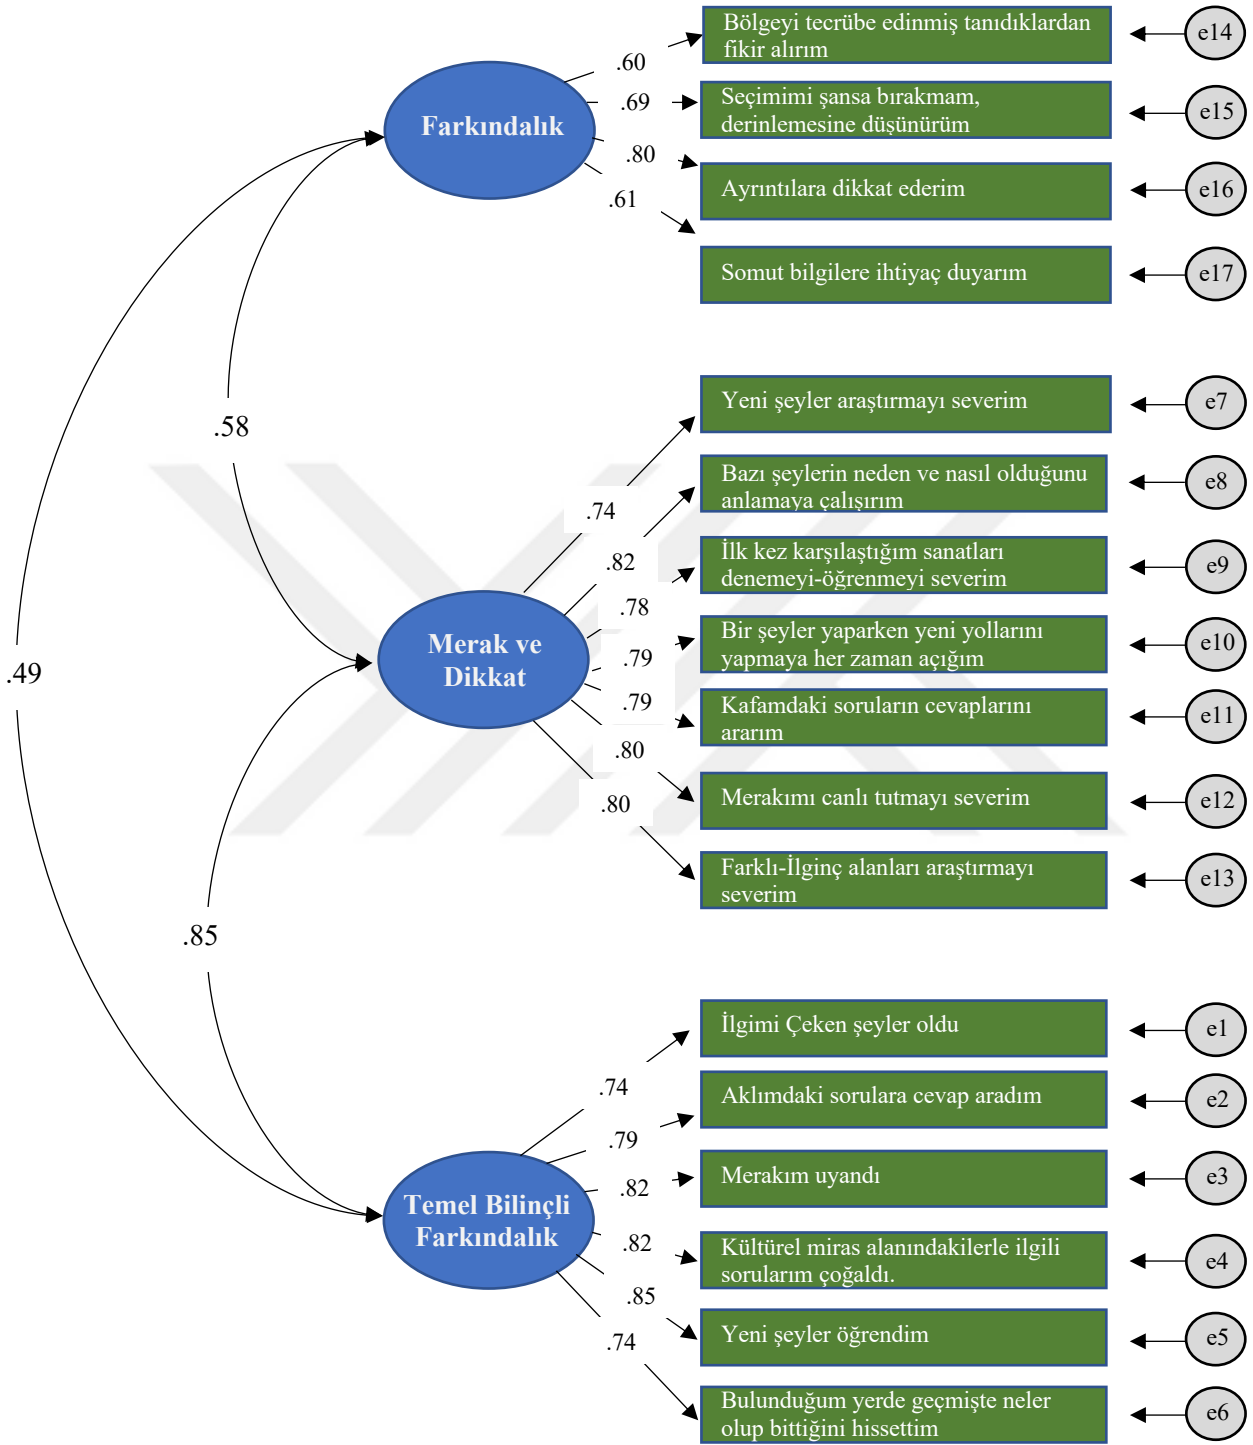 Bölgeyi tecrübe edinmiş tanıdıklardan
fikir alırım
e14
.60
Farkındalık
.69
Seçimimi şansa bırakmam,
derinlemesine düşünürüm
e15
.80
Ayrıntılara dikkat ederim
e16
.61
Somut bilgilere ihtiyaç duyarım
e17
.58
.49
Yeni şeyler araştırmayı severim
e7
.74
Bazı şeylerin neden ve nasıl olduğunu
anlamaya çalışırım
e8
.82
İlk kez karşılaştığım sanatları
denemeyi-öğrenmeyi severim
e9
.78
Merak ve
Dikkat
Bir şeyler yaparken yeni yollarını
yapmaya her zaman açığım
e10
.79
Kafamdaki soruların cevaplarını
ararım
e11
.79
Merakımı canlı tutmayı severim
e12
.80
Farklı-İlginç alanları araştırmayı
severim
e13
.80
.85
İlgimi Çeken şeyler oldu
e1
.74
Aklımdaki sorulara cevap aradım
e2
.79
Merakım uyandı
e3
.82
Temel Bilinçli
Farkındalık
Kültürel miras alanındakilerle ilgili
sorularım çoğaldı.
e4
.82
Yeni şeyler öğrendim
e5
.85
Bulunduğum yerde geçmişte neler
olup bittiğini hissettim
e6
.74